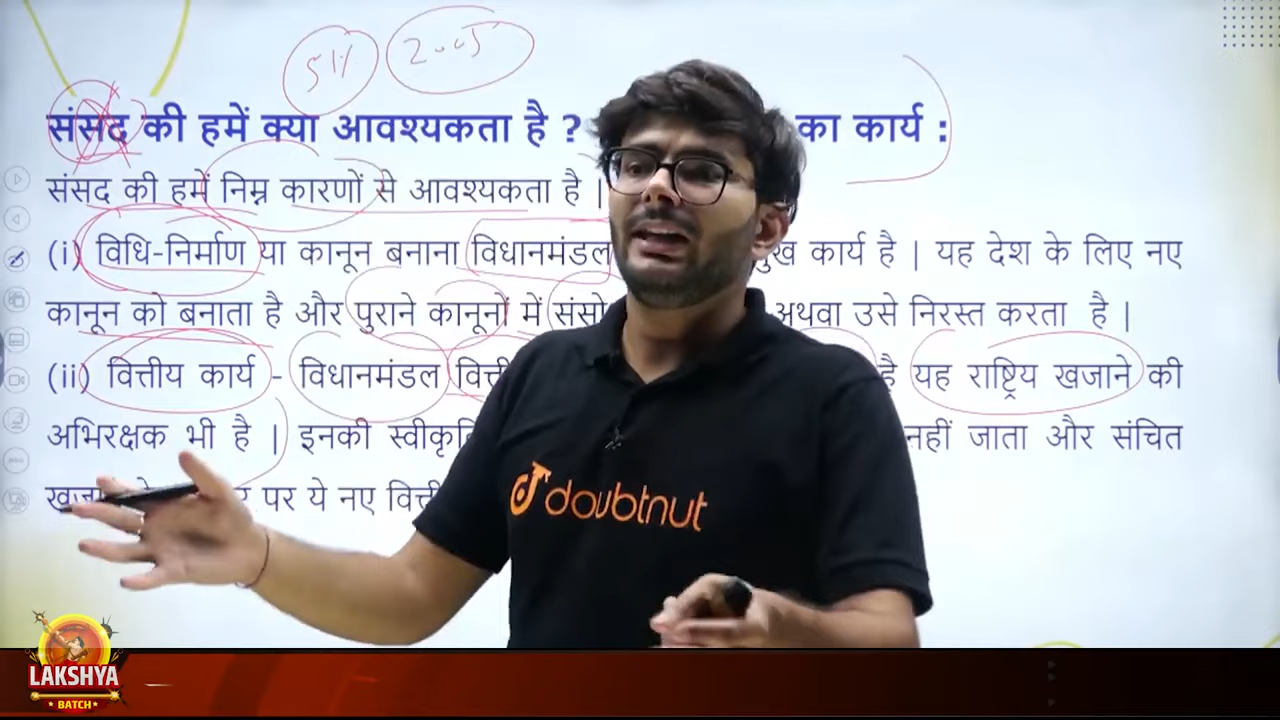 51% 2005
संसद की हमें क्या आवश्यकता है ? का कार्य :
संसद की हमें निम्न कारणों से आवश्यकता है |
(i) विधि-निर्माण या कानून बनाना विधानमंडल कार्य है | यह देश के लिए नए
कानून को बनाता है और पुराने कानूनों में अथवा उसे निरस्त करता है |
(ii) वित्तीय कार्य - विधानमंडल है यह राष्ट्रिय खजाने की
अभिरक्षक भी है | इनकी नहीं जाता और संचित
पर ये नए
doubtnut
LAKSHYA
BATCH